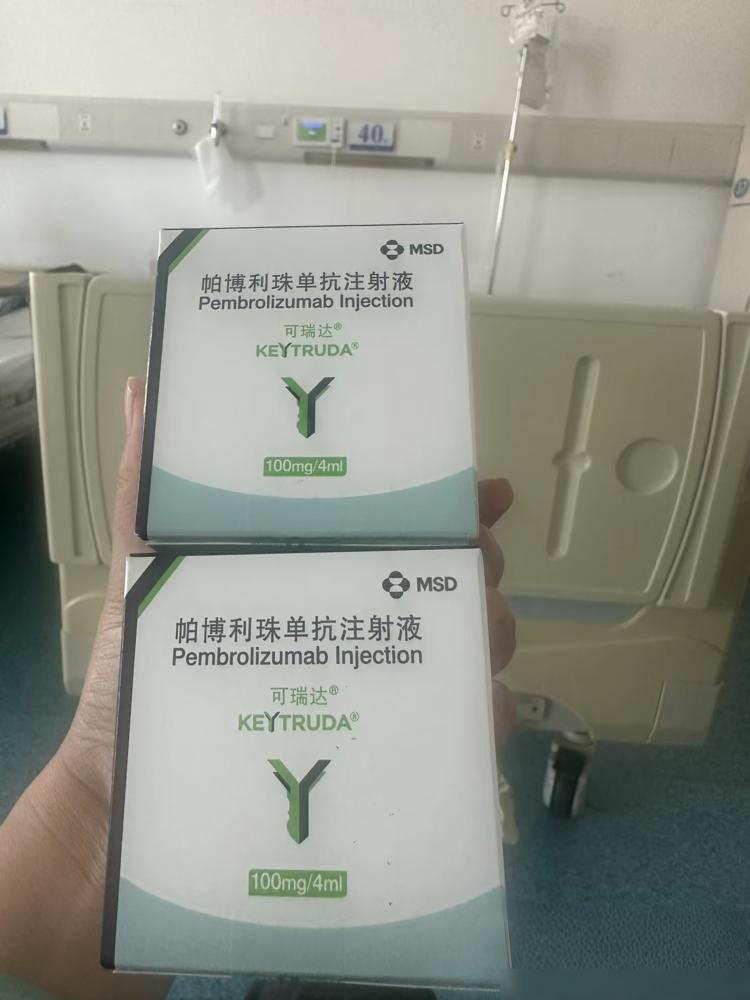 40
MSD
帕博利珠单抗注射液
Pembrolizumab Injection
可瑞达®
KEYTRUDA®
100mg/4ml
MSD
帕博利珠单抗注射液
Pembrolizumab Injection
可瑞达®
KEYTRUDA®
100mg/4ml